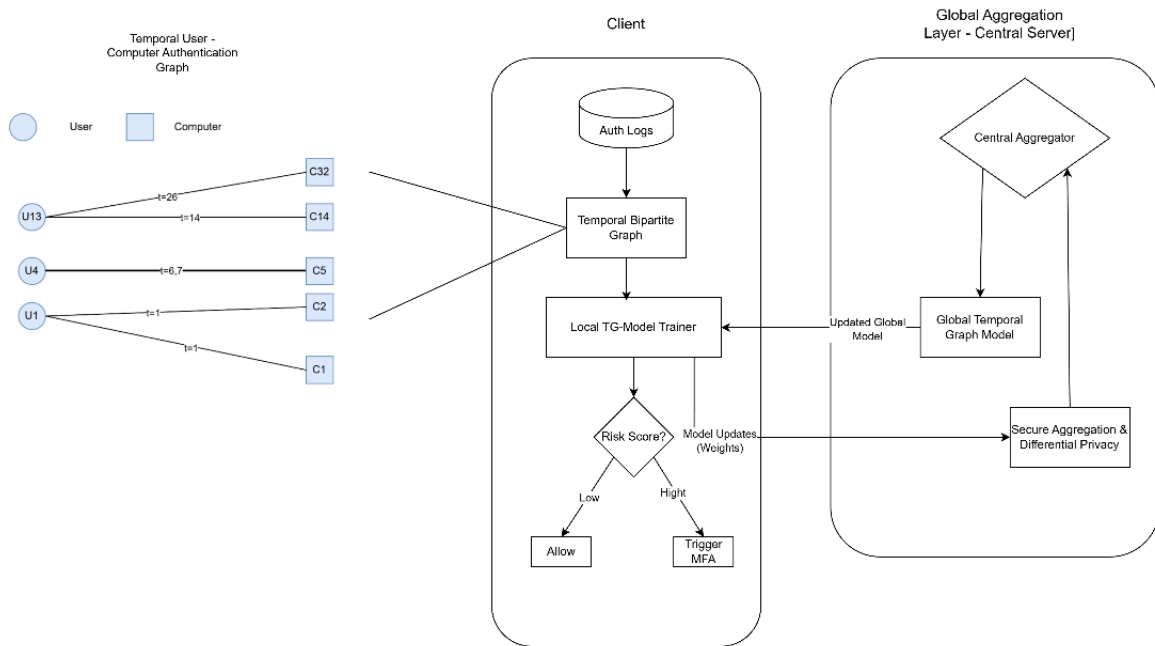 Temporal User -
Computer Authentication
Graph
User
Computer
C32
t=26
U13
t=14
C14
U4
t=6,7
C5
C2
U1
t=1
t=1
C1
Client
Auth Logs
Temporal Bipartite
Graph
Local TG-Model Trainer
Risk Score?
Model Updates
(Weights)
Low
Hight
Allow
Trigger
MFA
Global Aggregation
Layer - Central Server]
Central Aggregator
Updated Global
Model
Global Temporal
Graph Model
Secure Aggregation &
Differential Privacy